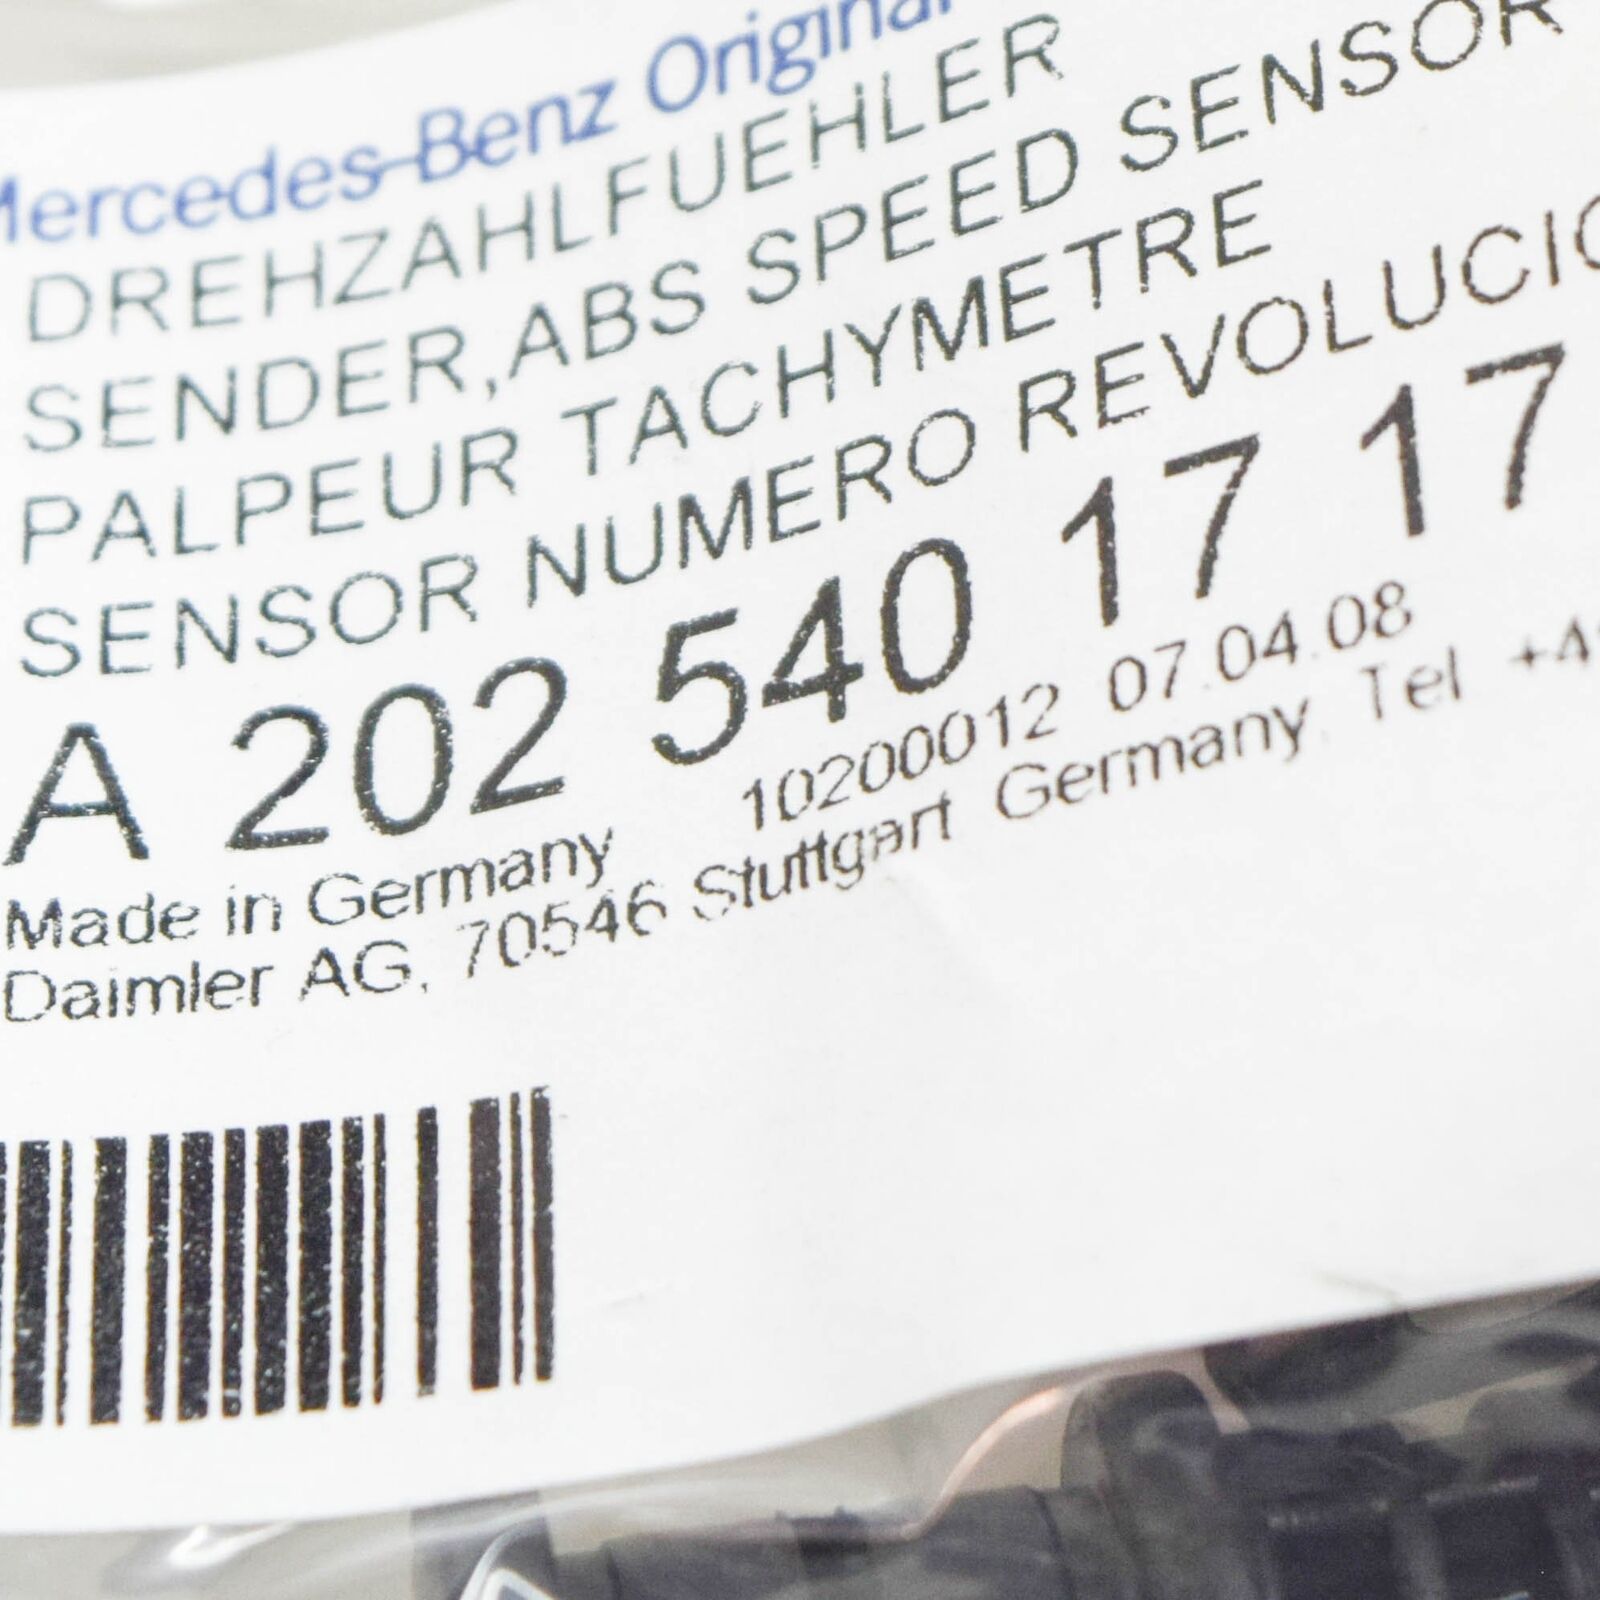 Mercedes-Benz Original
DREHZAHLFUEHLER
SENDER,ABS SPEED SENSOR
PALPEUR TACHYMETRE
SENSOR NUMERO REVOLUCIO
A 202 540 17 17
10200012 07.04.08
Made in Germany
Daimler AG, 70546 Stuttgart Germany, Tel +49